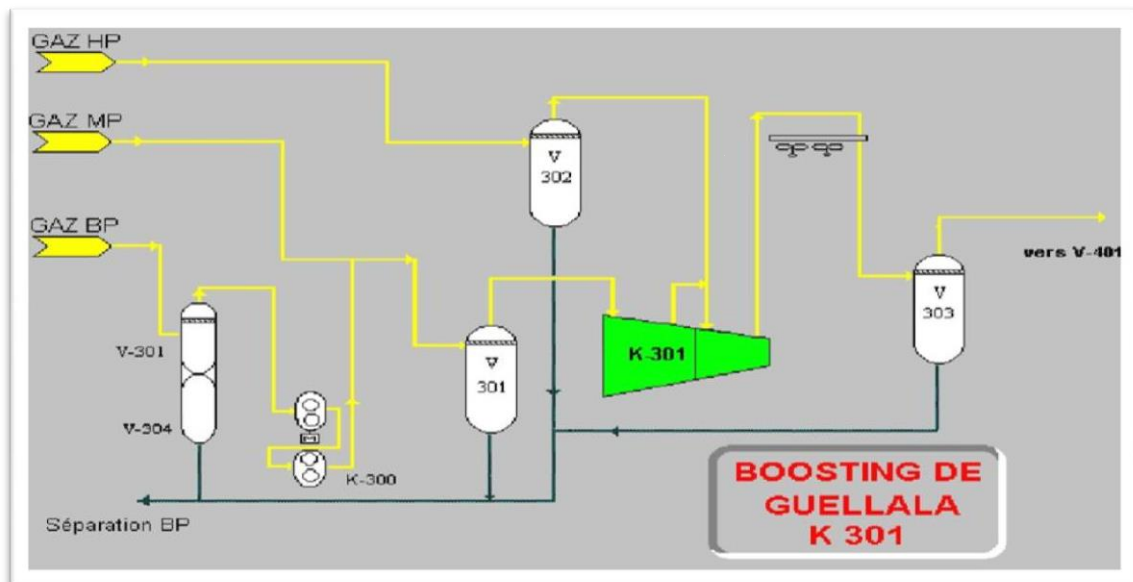 GAZ HP
GAZ MP
GAZ BP
V
302
vers V-401
V
303
V-301
K-301
V
301
V-304
K-300
BOOSTING DE
GUELLALA
K 301
Séparation BP